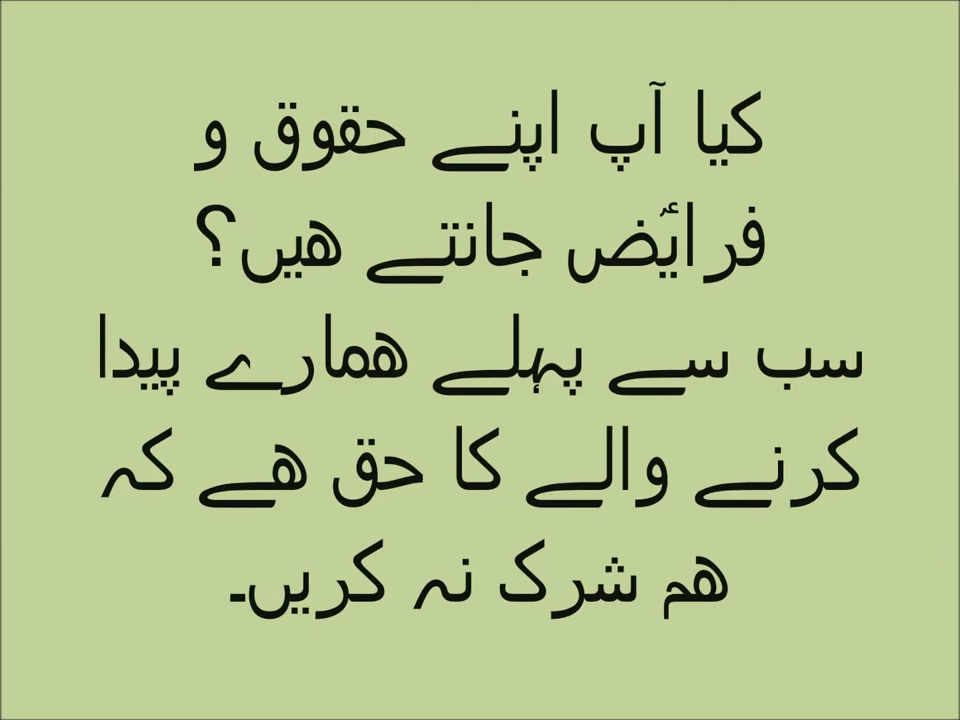 کیا آپ اپنے حقوق و
فرایٔض جانتے ھیں؟
سب سے پہلے ھمارے پیدا
کرنے والے کا حق ھے کہ
ھم شرک نہ کریں۔